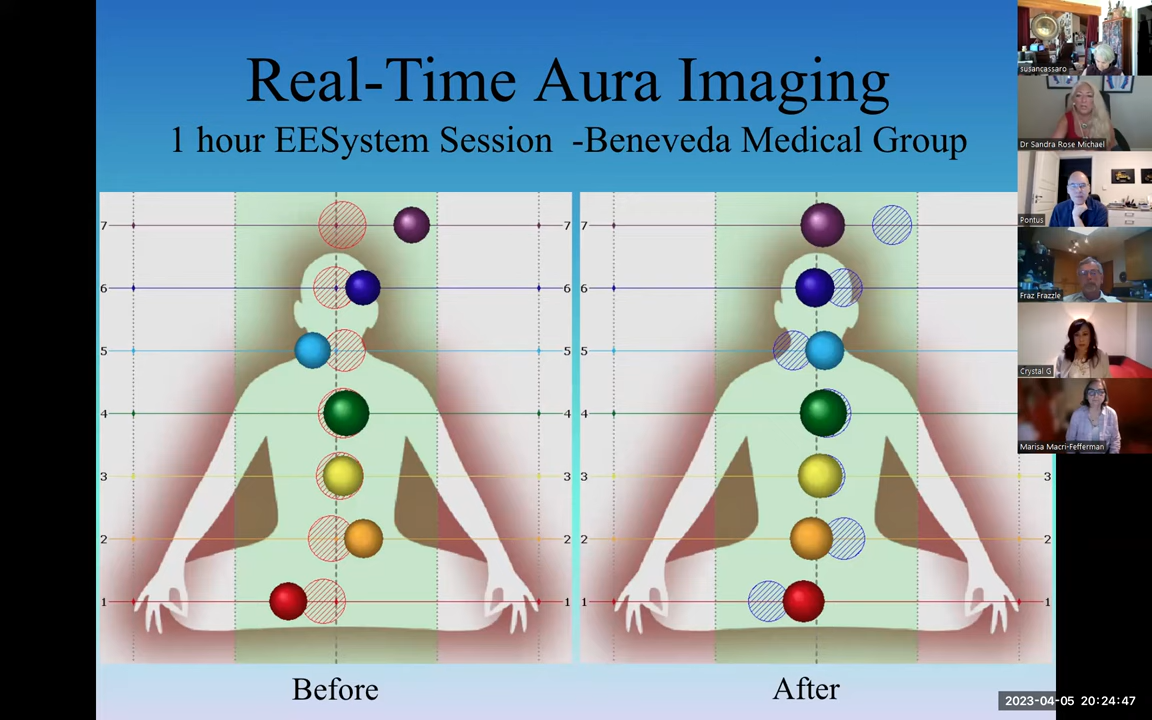 Real-Time Aura Imaging
1 hour EESystem Session -Beneveda Medical Group
7
6
5
4
3
2
1
7
6
5
4
3
2
1
7
6
5
4
3
2
1
3
2
1
Before
After
susancassaro
Dr Sandra Rose Michael
Pontus
Fraz Frazzle
Crystal G
Marisa Macri-Fefferman
2023-04-05 20:24:47